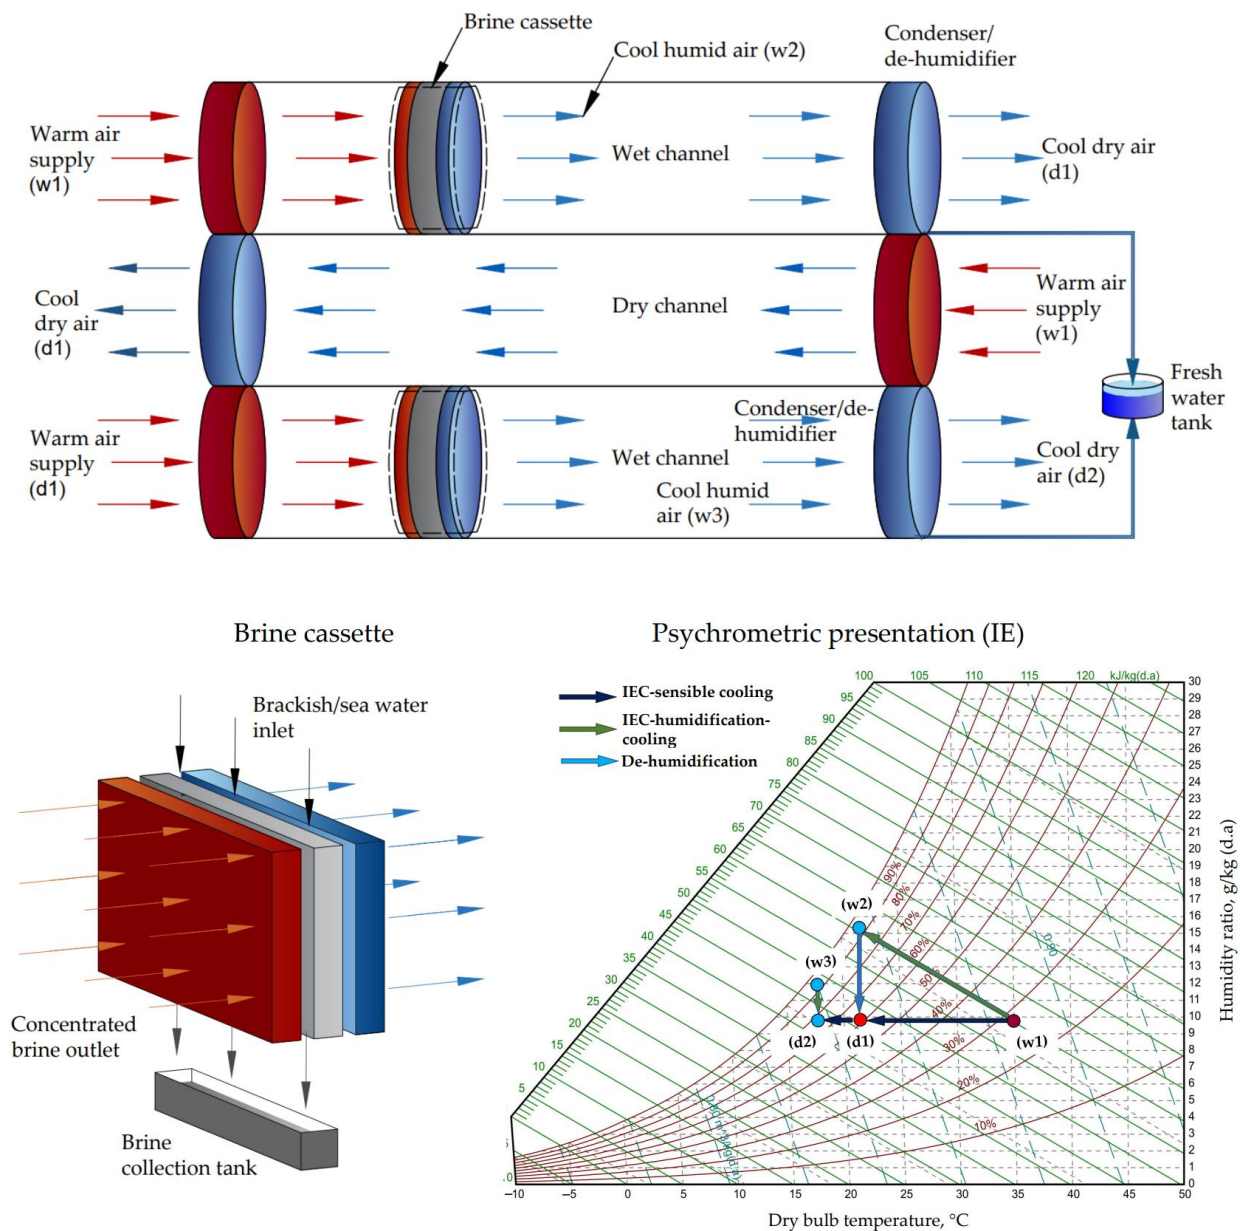 Brine cassette
Cool humid air (w2)
Condenser/
de-humidifier
Warm air
supply
(w1)
Wet channel
Cool dry air
(d1)
Cool
dry air
(d1)
Dry channel
Warm air
supply
(w1)
Fresh
water
tank
Warm air
supply
(d1)
Condenser/de-
humidifier
Wet channel
Cool humid
air (w3)
Cool dry
air (d2)
Brine cassette
Brackish/sea water
inlet
Concentrated
brine outlet
Brine
collection tank
Psychrometric presentation (IE)
IEC-sensible cooling
IEC-humidification-
cooling
De-humidification
100 105 110 115 120 kJ/kg(d.a)
95
90
85
80
75
70
65
60
55
50
45
40
35
30
25
20
15
10
5
0
5
30
29
28
27
26
25
24
23
22
21
20
19
18
17
16
15
14
13
12
11
10
9
8
7
6
5
4
3
2
1
0
Humidity ratio, g/kg (d.a)
90%
80%
70%
60%
50
40%
30%
20%
10%
0.90
0.80 m^3/kg(d.a)
(w2)
(w3)
(d2)
(d1)
(w1)
−10 −5 0 5 10 15 20 25 30 35 40 45 50
Dry bulb temperature, °C